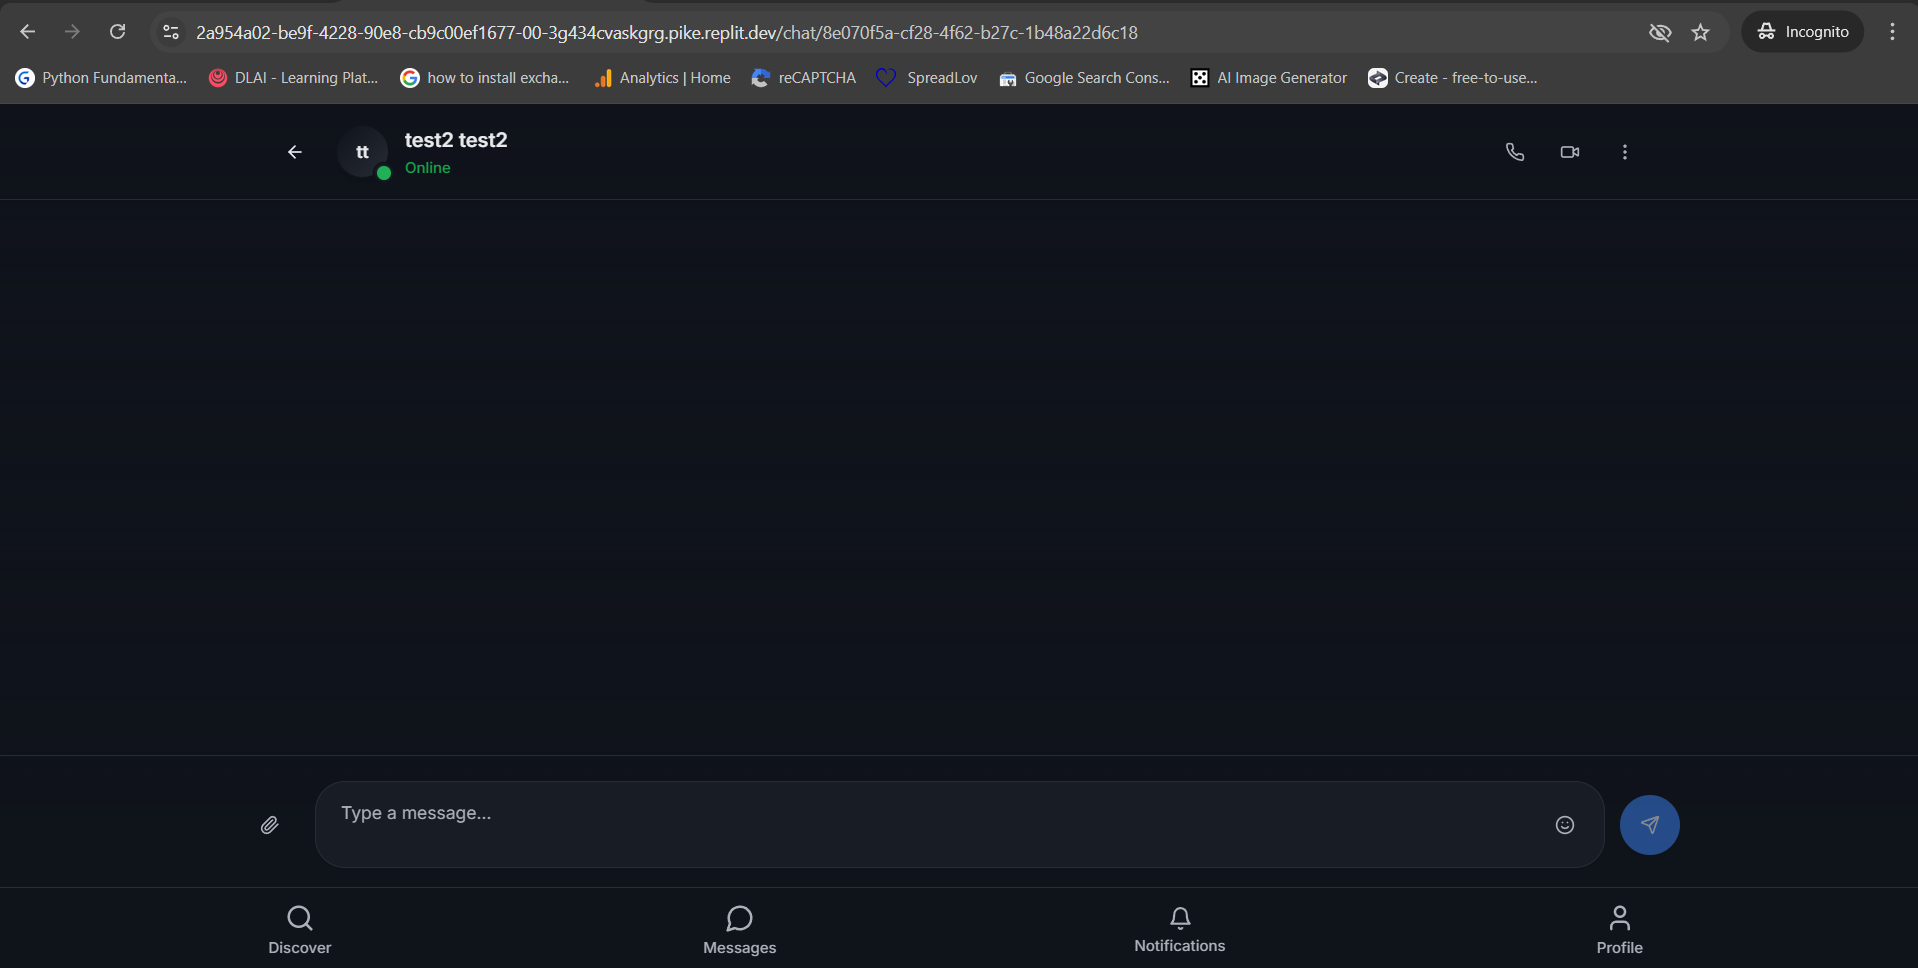 2a954a02-be9f-4228-90e8-cb9c00ef1677-00-3g434cvaskgrg.pike.replit.dev/chat/8e070f5a-cf28-4f62-b27c-1b48a22d6c18
Incognito
Python Fundamenta...
DLAI - Learning Plat...
how to install excha...
Analytics | Home
reCAPTCHA
SpreadLov
Google Search Cons...
AI Image Generator
Create - free-to-use...
tt
test2 test2
Online
Type a message...
Discover
Messages
Notifications
Profile